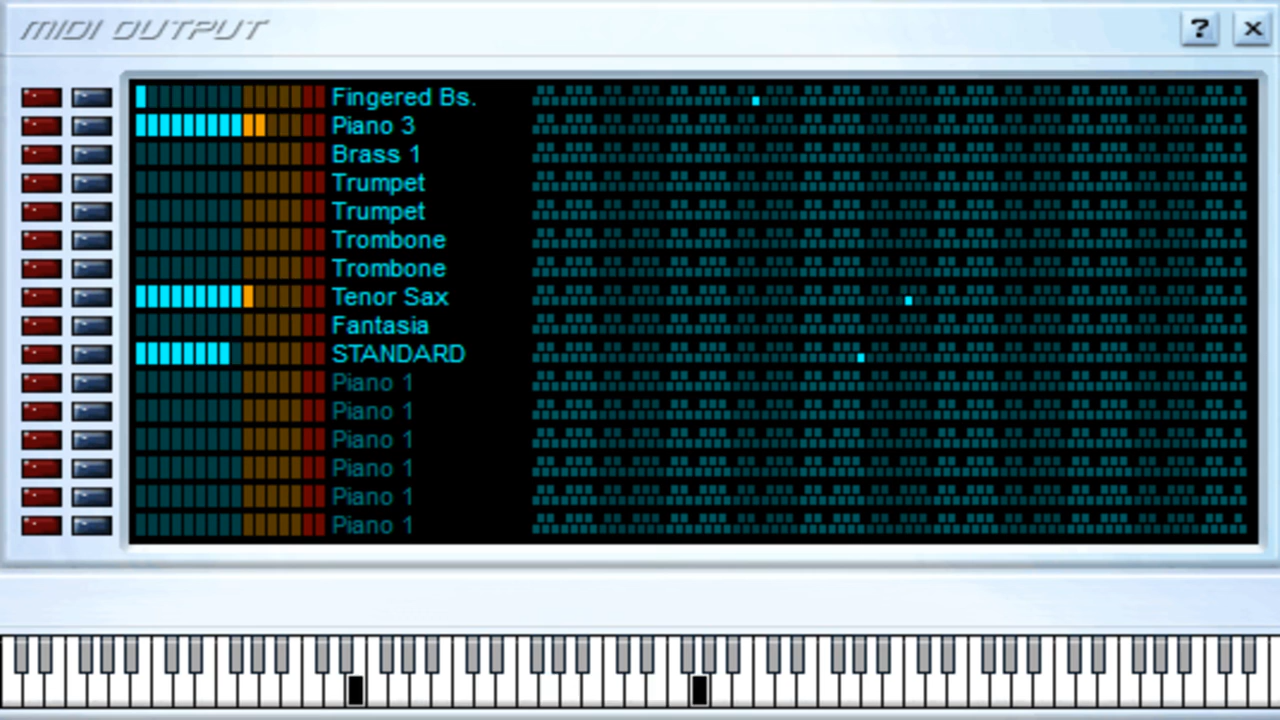 MIDI OUTPUT
? ×
Fingered Bs.
Piano 3
Brass 1
Trumpet
Trumpet
Trombone
Trombone
Tenor Sax
Fantasia
STANDARD
Piano 1
Piano 1
Piano 1
Piano 1
Piano 1
Piano 1